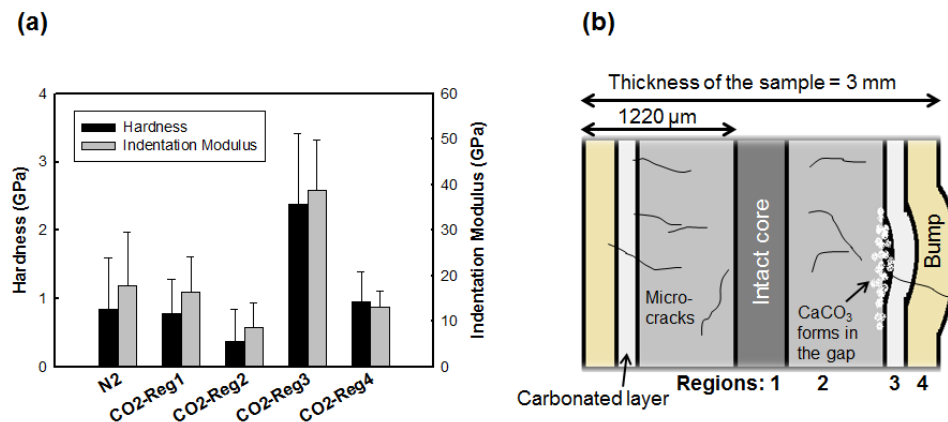 (a)
4
3
2
1
0
Hardness (GPa)
Hardness
Indentation Modulus
60
50
40
30
20
10
0
Indentation Modulus (GPa)
N2
CO2-Reg1
CO2-Reg2
CO2-Reg3
CO2-Reg4
(b)
Thickness of the sample = 3 mm
1220 µm
Intact core
Bump
Micro-
cracks
CaCO₃
forms in
the gap
Regions: 1 2 3 4
Carbonated layer